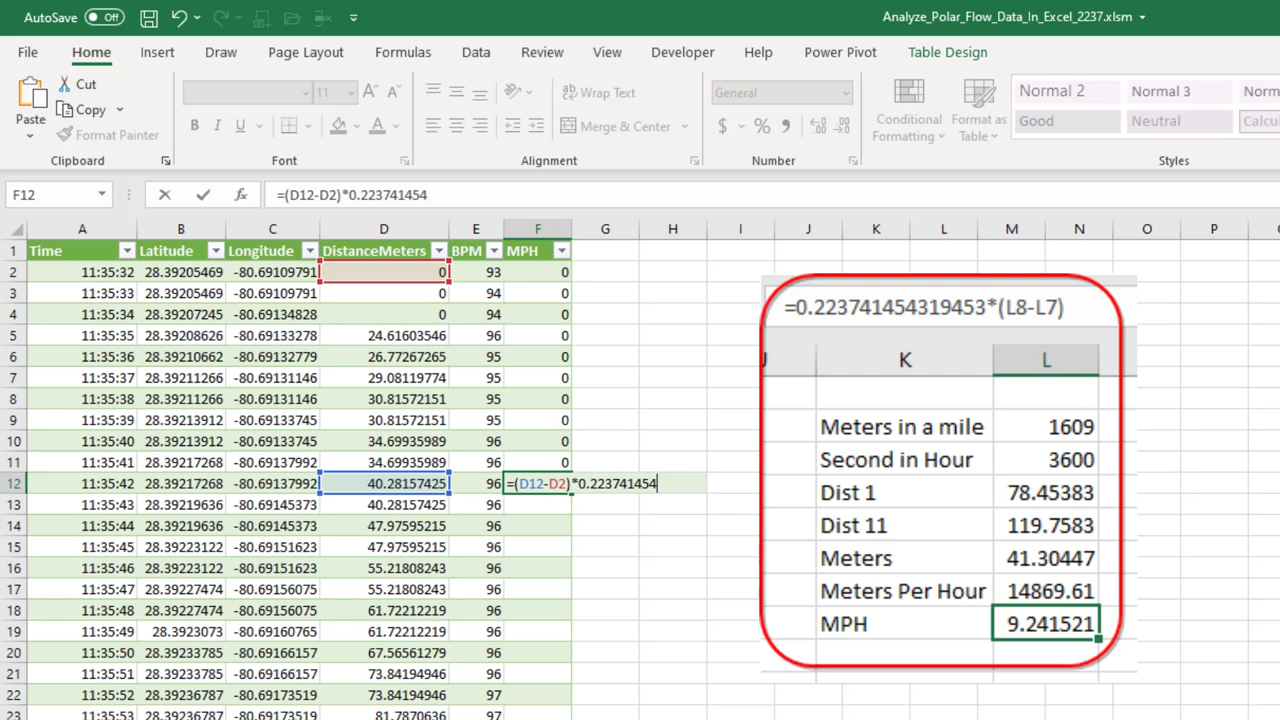 AutoSave Off Analyze_Polar_Flow_Data_In_Excel_2237.xlsm
File Home Insert Draw Page Layout Formulas Data Review View Developer Help Power Pivot Table Design
Paste
Cut
Copy
Format Painter
Clipboard
11 A A
B I U A
Font
ab Wrap Text
Merge & Center
Alignment
General
$ % ,
Number
Conditional Formatting
Format as Table
Normal 2 Normal 3 Norm
Good Neutral Calcu
Styles
F12 fx =(D12-D2)*0.223741454
A B C D E F G H I J K L M N O P
1 Time Latitude Longitude DistanceMeters BPM MPH
2 11:35:32 28.39205469 -80.69109791 0 93 0
3 11:35:33 28.39205469 -80.69109791 0 94 0
4 11:35:34 28.39207245 -80.69134828 0 94 0
5 11:35:35 28.39208626 -80.69133278 24.61603546 96 0
6 11:35:36 28.39210662 -80.69132779 26.77267265 95 0
7 11:35:37 28.39211266 -80.69131146 29.08119774 95 0
8 11:35:38 28.39211266 -80.69131146 30.81572151 95 0
9 11:35:39 28.39213912 -80.69133745 30.81572151 95 0
10 11:35:40 28.39213912 -80.69133745 34.69935989 96 0
11 11:35:41 28.39217268 -80.69137992 34.69935989 96 0
12 11:35:42 28.39217268 -80.69137992 40.28157425 96 =(D12-D2)*0.223741454
13 11:35:43 28.39219636 -80.69145373 40.28157425 96
14 11:35:44 28.39219636 -80.69145373 47.97595215 96
15 11:35:45 28.39223122 -80.69151623 47.97595215 96
16 11:35:46 28.39223122 -80.69151623 55.21808243 96
17 11:35:47 28.39227474 -80.69156075 55.21808243 96
18 11:35:48 28.39227474 -80.69156075 61.72212219 96
19 11:35:49 28.3923073 -80.69160765 61.72212219 96
20 11:35:50 28.39233785 -80.69166157 67.56531279 96
21 11:35:51 28.39233785 -80.69166157 73.84194946 96
22 11:35:52 28.39236787 -80.69173519 73.84194946 97
23 11:35:53 28.39236787 -80.69173519 81.7870636 97
=0.223741454319453*(L8-L7)
J K L
Meters in a mile 1609
Second in Hour 3600
Dist 1 78.45383
Dist 11 119.7583
Meters 41.30447
Meters Per Hour 14869.61
MPH 9.241521